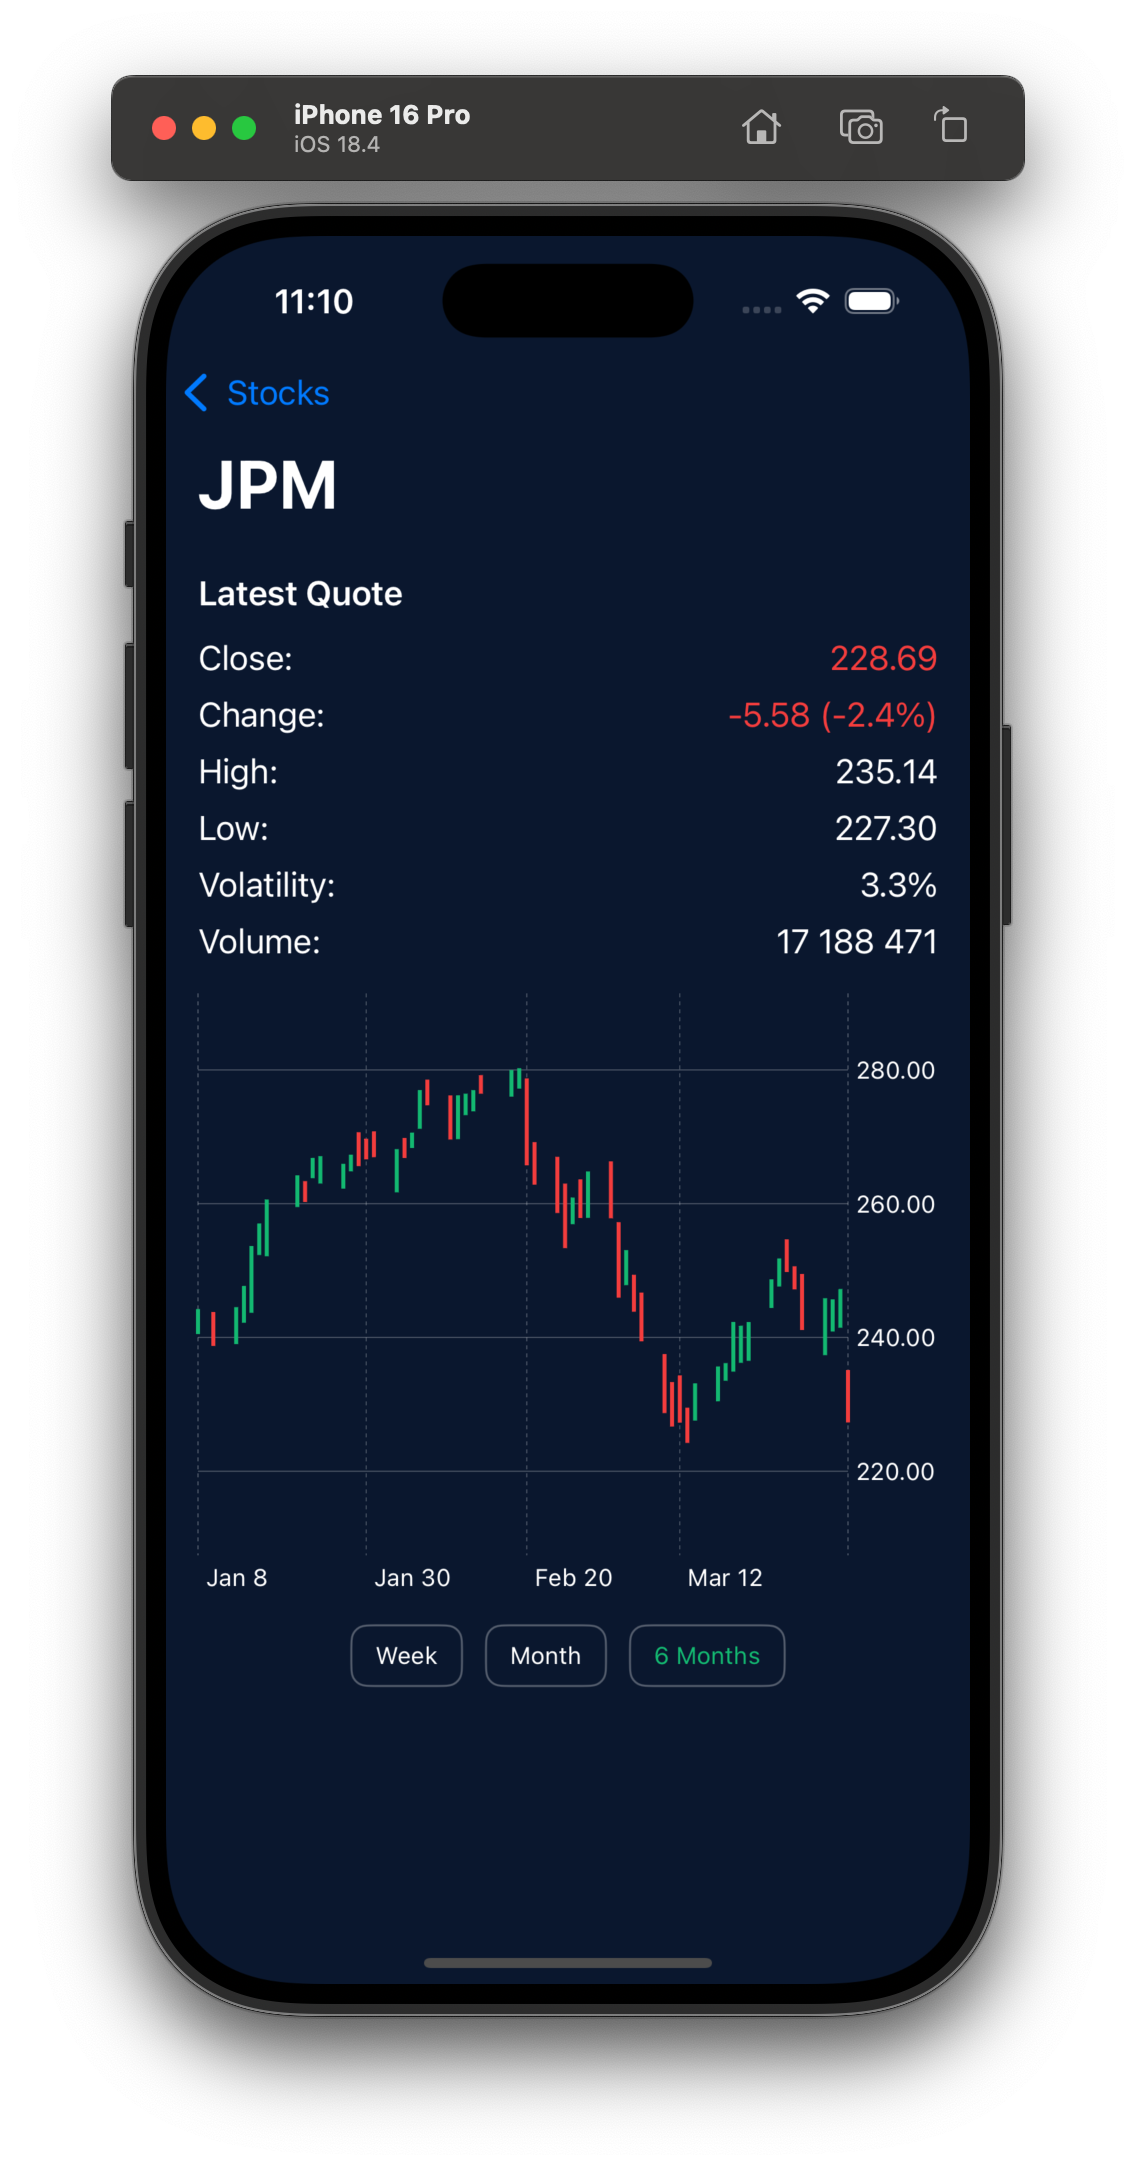 iPhone 16 Pro
iOS 18.4
11:10
Stocks
JPM
Latest Quote
Close: 228.69
Change: -5.58 (-2.4%)
High: 235.14
Low: 227.30
Volatility: 3.3%
Volume: 17 188 471
280.00
260.00
240.00
220.00
Jan 8 Jan 30 Feb 20 Mar 12
Week Month 6 Months